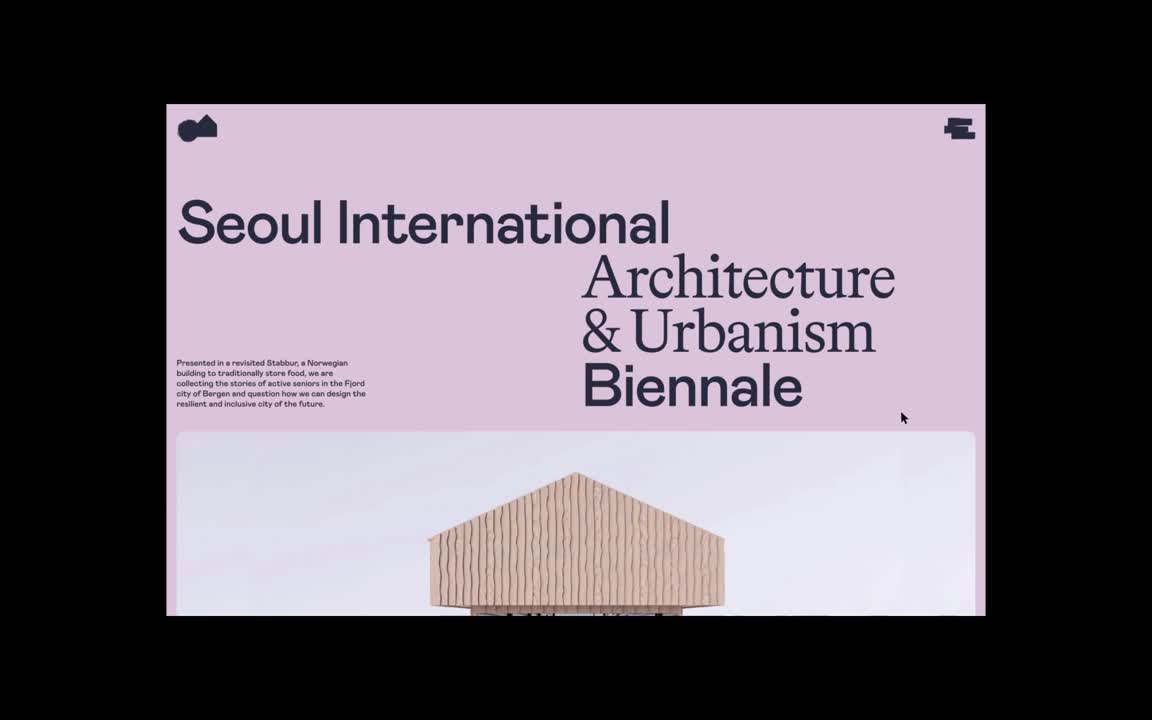 Seoul International
Architecture
& Urbanism
Biennale
Presented in a revisited Stabbur, a Norwegian
building to traditionally store food, we are
collecting the stories of active seniors in the Fjord
city of Bergen and question how we can design the
resilient and inclusive city of the future.